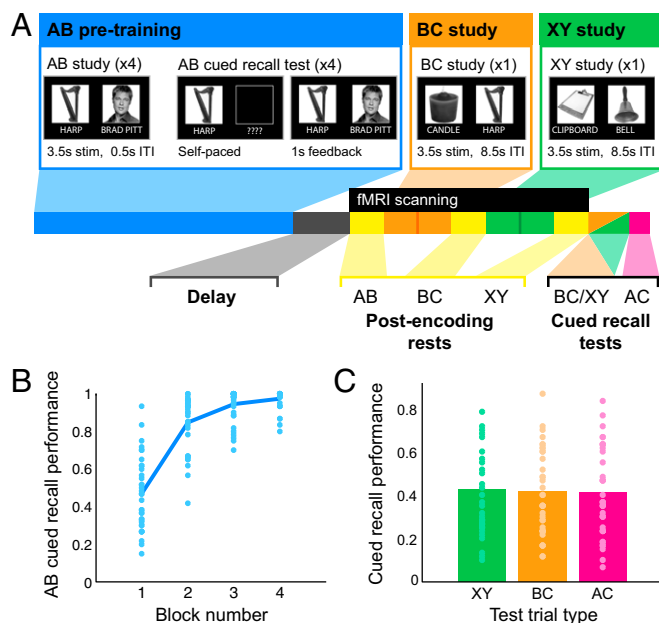 A
AB pre-training
BC study
XY study
AB study (x4)
AB cued recall test (x4)
BC study (x1)
XY study (x1)
HARP BRAD PITT
HARP ????
HARP BRAD PITT
CANDLE HARP
CLIPBOARD BELL
3.5s stim, 0.5s ITI
Self-paced
1s feedback
3.5s stim, 8.5s ITI
3.5s stim, 8.5s ITI
fMRI scanning
Delay
AB BC XY
Post-encoding
rests
BC/XY AC
Cued recall
tests
B
AB cued recall performance
1
0.8
0.6
0.4
0.2
0
1 2 3 4
Block number
C
Cued recall performance
0.8
0.6
0.4
0.2
0
XY BC AC
Test trial type